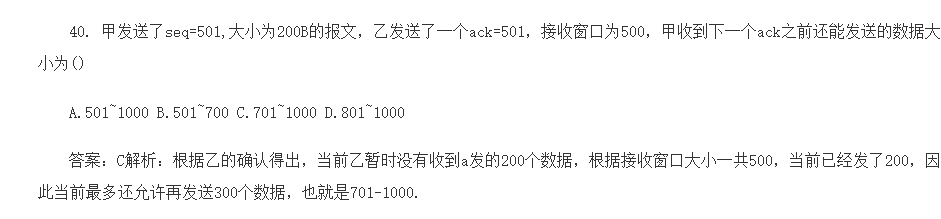 40. 甲发送了seq=501,大小为200B的报文，乙发送了一个ack=501，接收窗口为500，甲收到下一个ack之前还能发送的数据大
小为()
A.501~1000 B.501~700 C.701~1000 D.801~1000
答案：C解析：根据乙的确认得出，当前乙暂时没有收到a发的200个数据，根据接收窗口大小一共500，当前已经发了200，因
此当前最多还允许再发送300个数据，也就是701-1000.